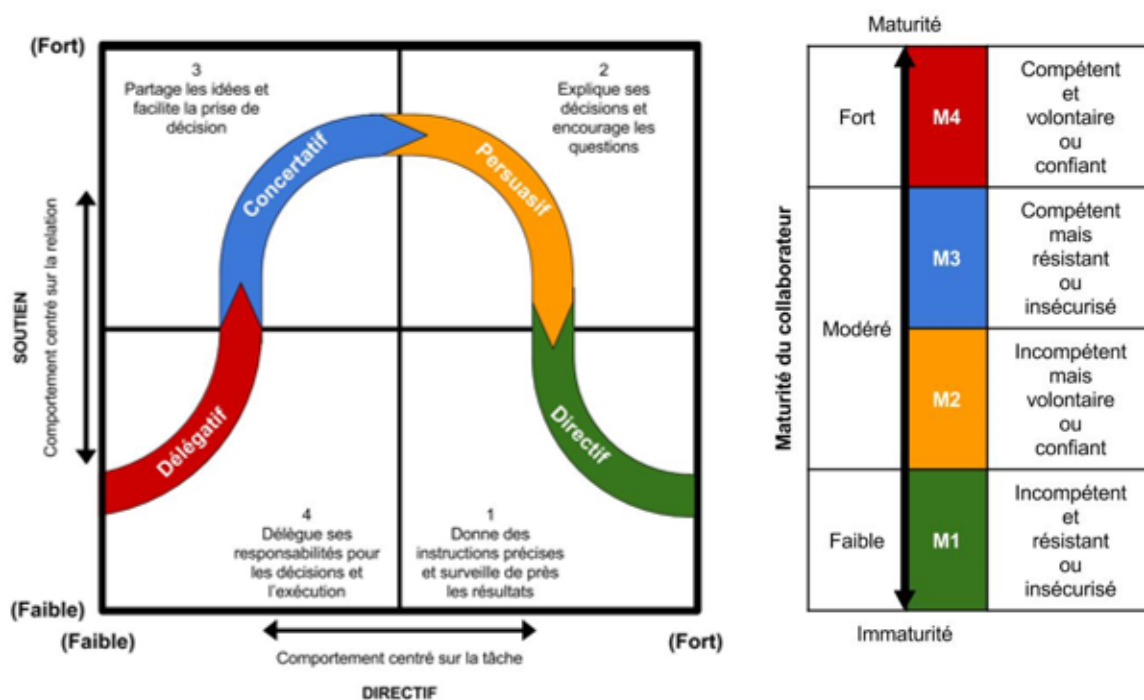 (Fort)
3
Partage les idées et
facilite la prise de
décision
2
Explique ses
décisions et
encourage les
questions
Concertatif
Persuasif
SOUTIEN
Comportement centré sur la relation
Délégatif
Directif
4
Délègue ses
responsabilités pour
les décisions et
l'exécution
1
Donne des
instructions précises
et surveille de près
les résultats
(Faible)
(Faible)
(Fort)
Comportement centré sur la tâche
DIRECTIF
Maturité
Maturité du collaborateur
Fort
M4
Compétent
et
volontaire
ou
confiant
Modéré
M3
Compétent
mais
résistant
ou
insécurisé
M2
Incompétent
mais
volontaire
ou
confiant
Faible
M1
Incompétent
et
résistant
ou
insécurisé
Immaturité